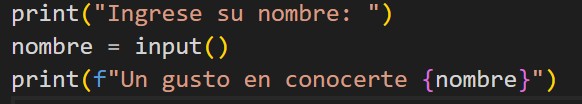 print("Ingrese su nombre: ")
nombre = input()
print(f"Un gusto en conocerte {nombre}")